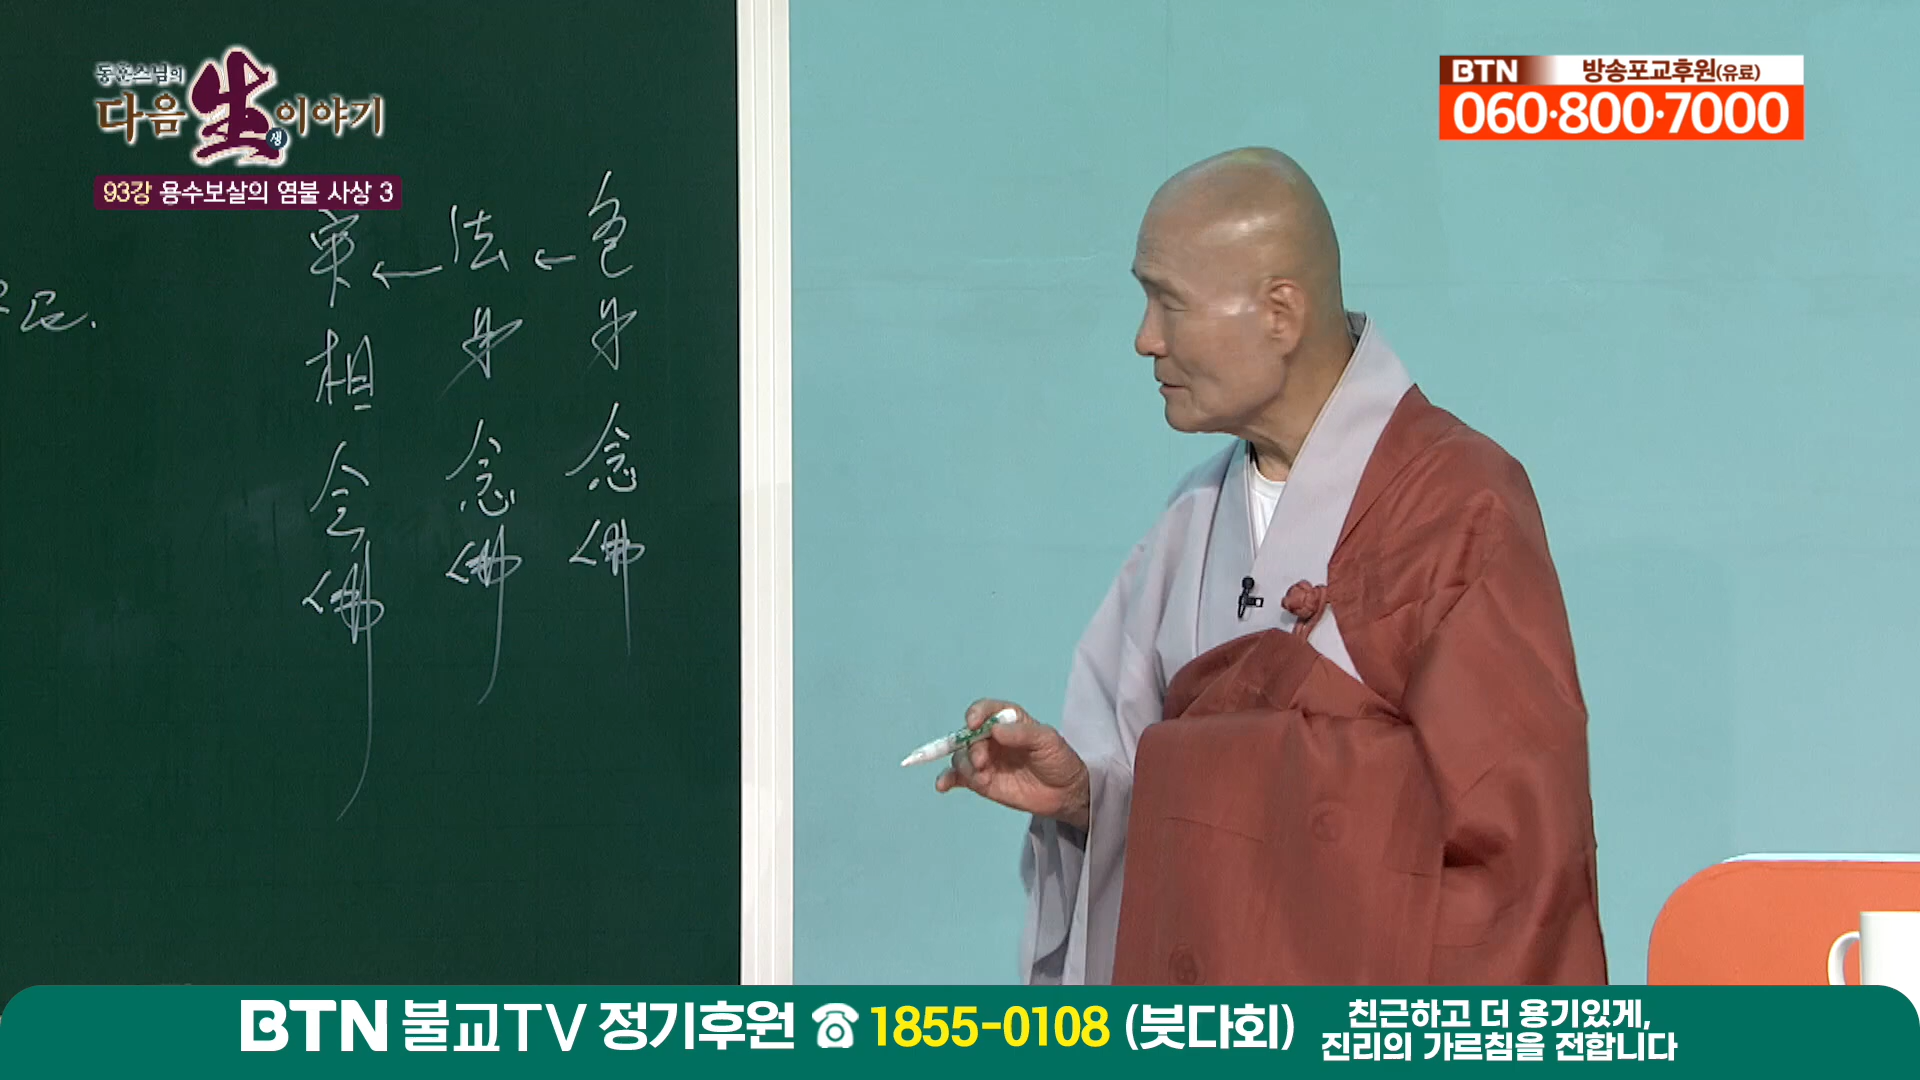 동훈스님의
다음生이야기
생
93강 용수보살의 염불 사상 3
BTN 방송포교후원(유료)
060·800·7000
色身念佛
法身念佛
実相念佛
BTN 불교TV 정기후원 ☎ 1855-0108 (붓다회)
친근하고 더 용기있게,
진리의 가르침을 전합니다